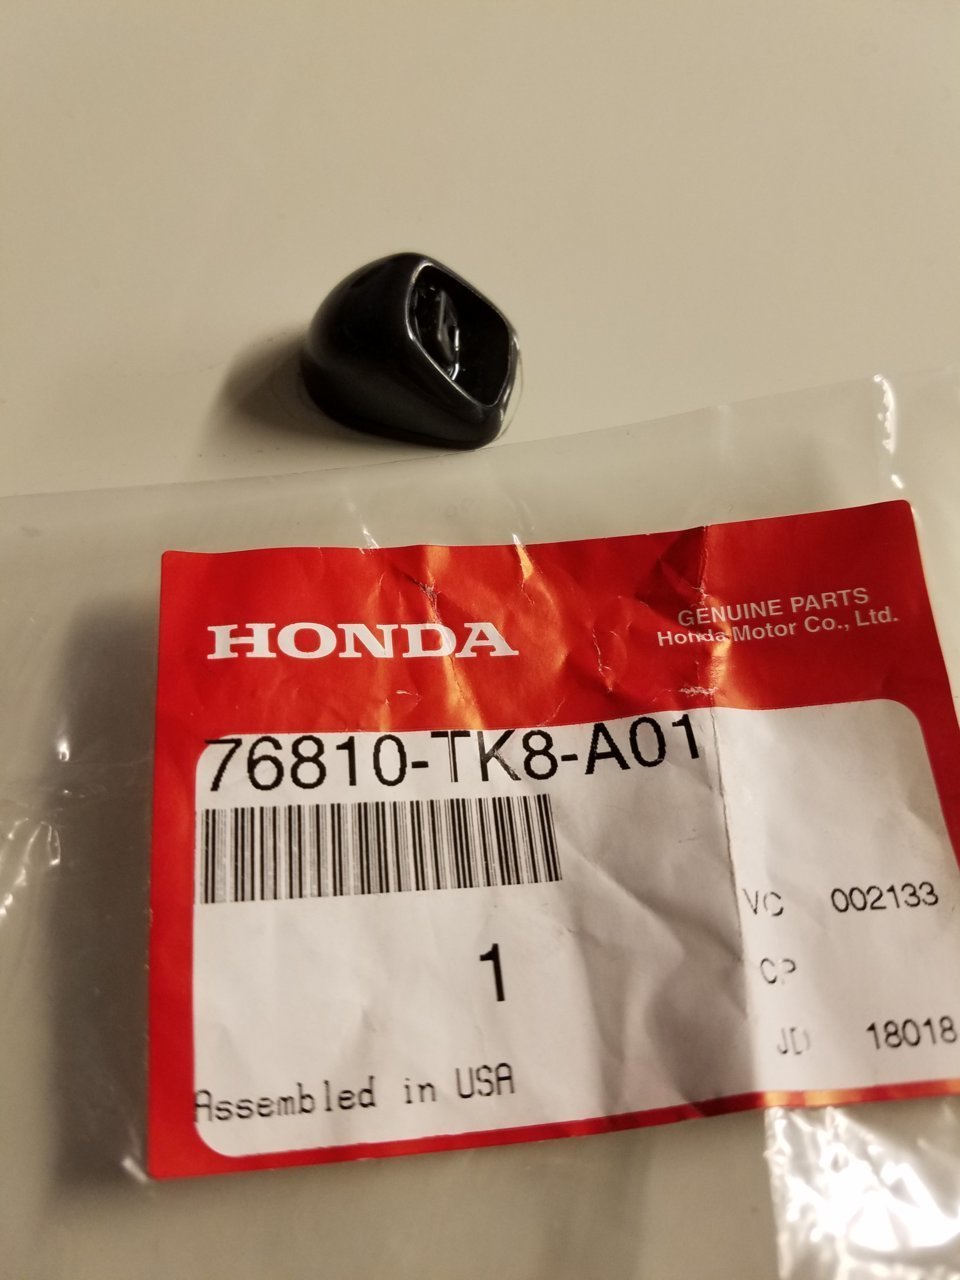 HONDA
GENUINE PARTS
Honda Motor Co., Ltd.
76810-TK8-A01
VC 002133
1
CP
JD 18018
Assembled in USA